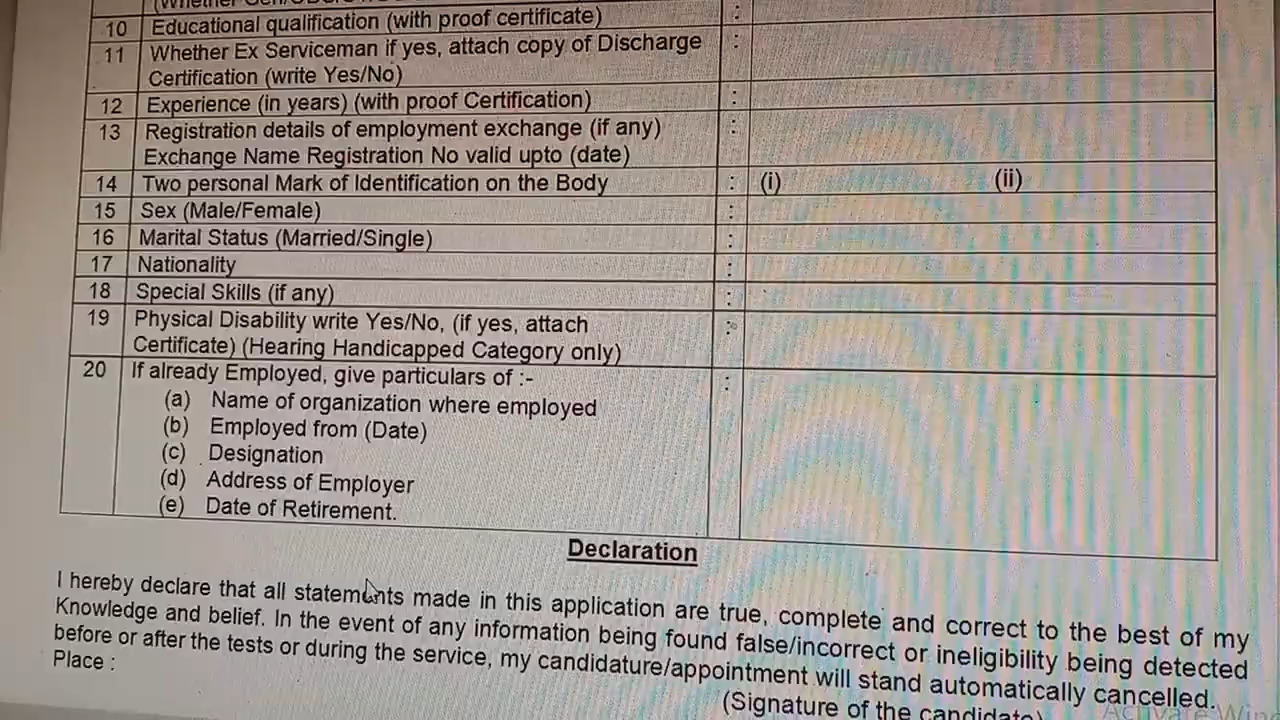 10 Educational qualification (with proof certificate) :
11 Whether Ex Serviceman if yes, attach copy of Discharge :
Certification (write Yes/No)
12 Experience (in years) (with proof Certification) :
13 Registration details of employment exchange (if any) :
Exchange Name Registration No valid upto (date)
14 Two personal Mark of Identification on the Body : (i) (ii)
15 Sex (Male/Female) :
16 Marital Status (Married/Single) :
17 Nationality :
18 Special Skills (if any) :
19 Physical Disability write Yes/No, (if yes, attach :
Certificate) (Hearing Handicapped Category only)
20 If already Employed, give particulars of :- :
(a) Name of organization where employed
(b) Employed from (Date)
(c) Designation
(d) Address of Employer
(e) Date of Retirement.
Declaration
I hereby declare that all statements made in this application are true, complete and correct to the best of my
Knowledge and belief. In the event of any information being found false/incorrect or ineligibility being detected
before or after the tests or during the service, my candidature/appointment will stand automatically cancelled.
Place :
(Signature of the candidate)